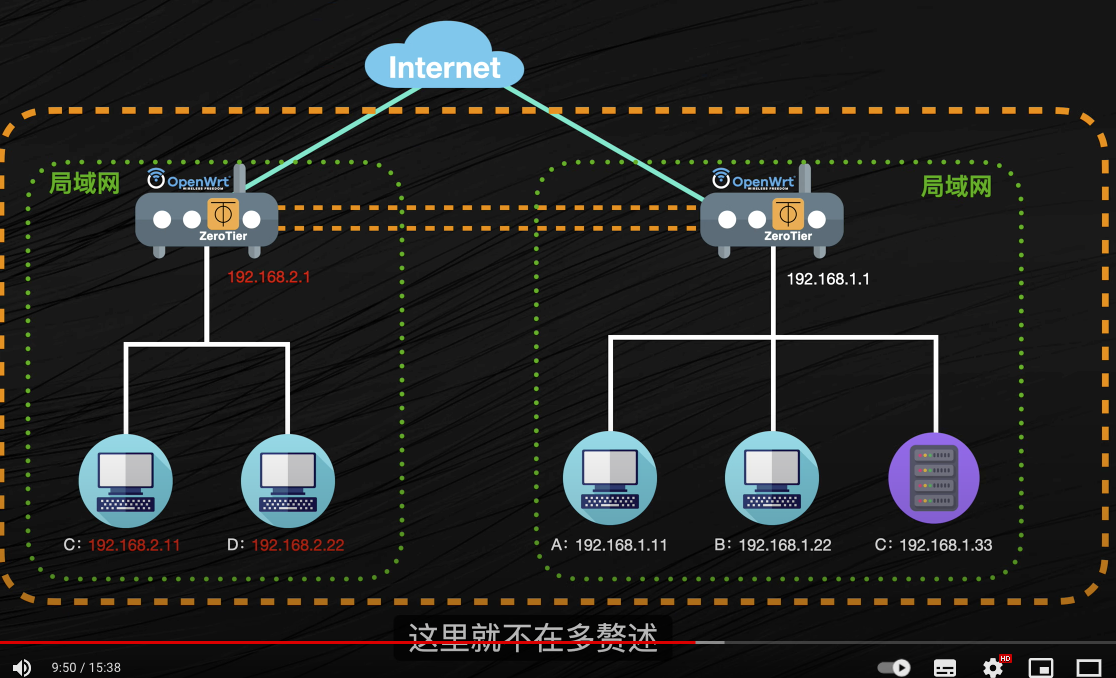 Internet
局域网
OpenWrt
WIRELESS FREEDOM
ZeroTier
192.168.2.1
C: 192.168.2.11
D: 192.168.2.22
局域网
OpenWrt
WIRELESS FREEDOM
ZeroTier
192.168.1.1
A: 192.168.1.11
B: 192.168.1.22
C: 192.168.1.33
这里就不在多赘述
9:50 / 15:38
HD